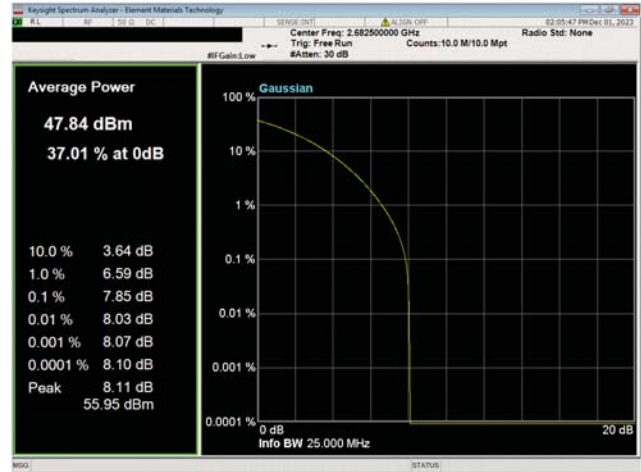 Keysight Spectrum Analyzer - Element Materials Technology
RL RF 50 Ω DC SENSE:INT ALIGN OFF 02:05:47 PM Dec 01, 2023
Center Freq: 2.682500000 GHz Radio Std: None
Trig: Free Run Counts:10.0 M/10.0 Mpt
#IFGain:Low #Atten: 30 dB
Average Power
47.84 dBm
37.01 % at 0dB
10.0 % 3.64 dB
1.0 % 6.59 dB
0.1 % 7.85 dB
0.01 % 8.03 dB
0.001 % 8.07 dB
0.0001 % 8.10 dB
Peak 8.11 dB
55.95 dBm
Gaussian
100 %
10 %
1 %
0.1 %
0.01 %
0.001 %
0.0001 %
0 dB 20 dB
Info BW 25.000 MHz
MSG STATUS